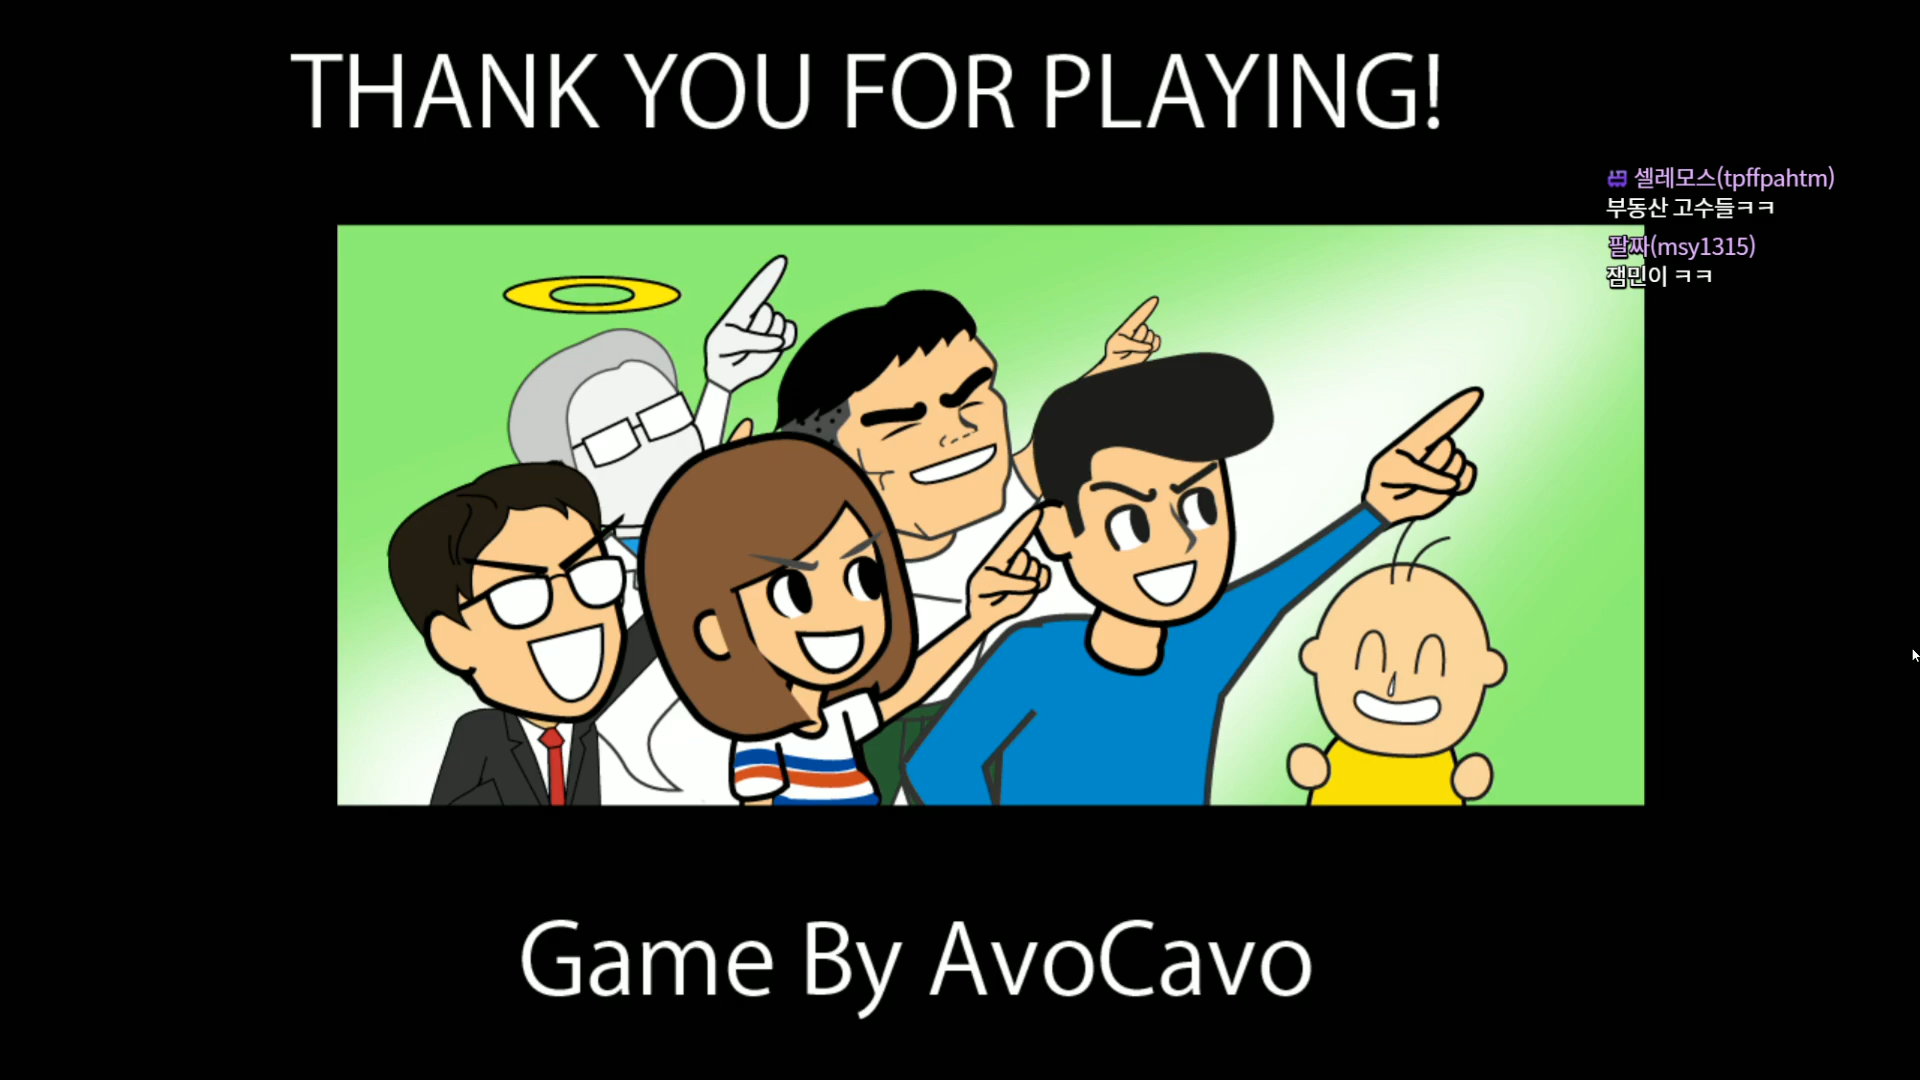 THANK YOU FOR PLAYING!
셀레모스(tpffpahtm)
부동산 고수들ㅋㅋ
팔짜(msy1315)
잼민이 ㅋㅋ
Game By AvoCavo